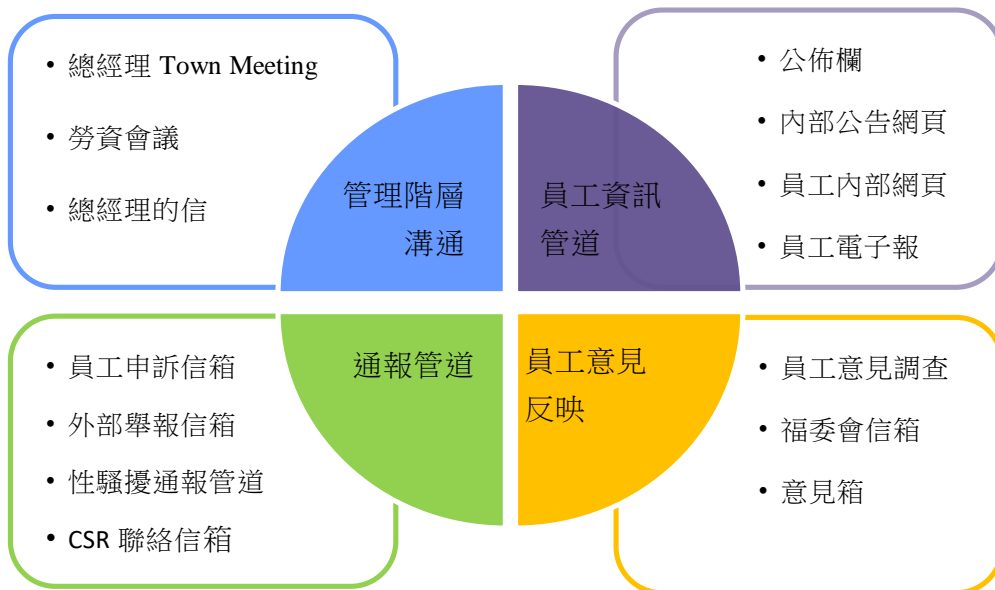 • 總經理 Town Meeting
• 勞資會議
• 總經理的信
管理階層
溝通
員工資訊
管道
• 公佈欄
• 內部公告網頁
• 員工內部網頁
• 員工電子報
• 員工申訴信箱
• 外部舉報信箱
• 性騷擾通報管道
• CSR 聯絡信箱
通報管道
員工意見
反映
• 員工意見調查
• 福委會信箱
• 意見箱